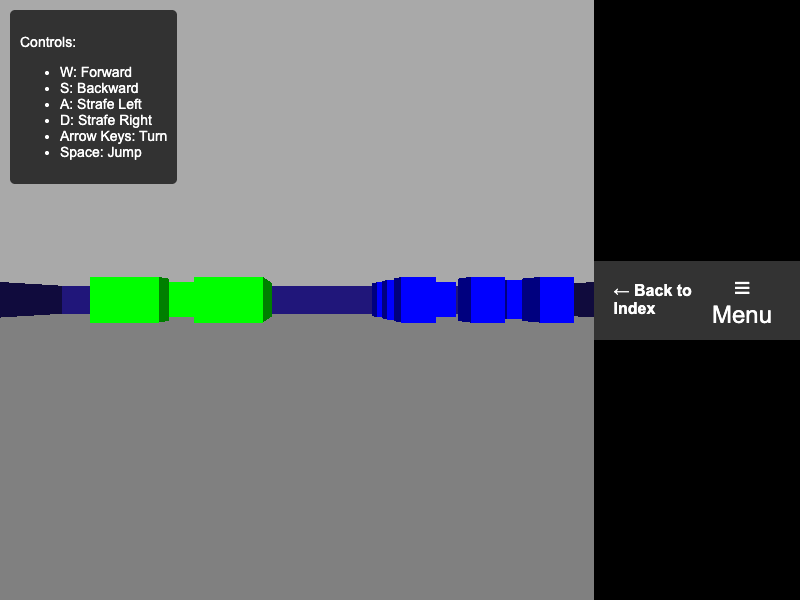 Controls:
W: Forward
S: Backward
A: Strafe Left
D: Strafe Right
Arrow Keys: Turn
Space: Jump
← Back to
Index
≡
Menu